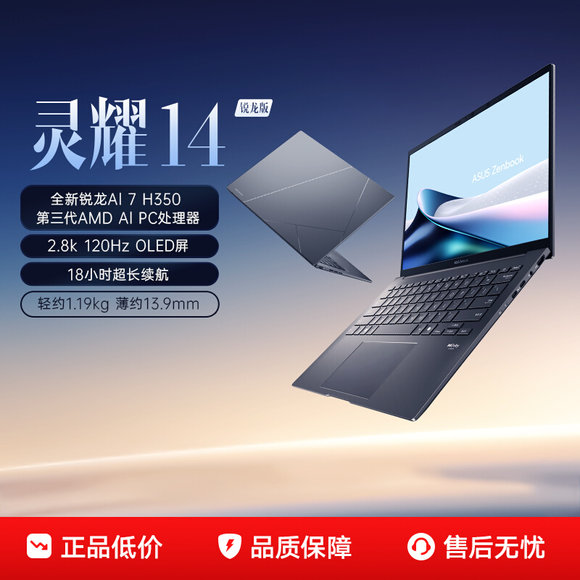 灵耀14 锐龙版
全新锐龙AI 7 H350
第三代AMD AI PC处理器
2.8k 120Hz OLED屏
18小时超长续航
轻约1.19kg 薄约13.9mm
ASUS Zenbook
正品低价
品质保障
售后无忧